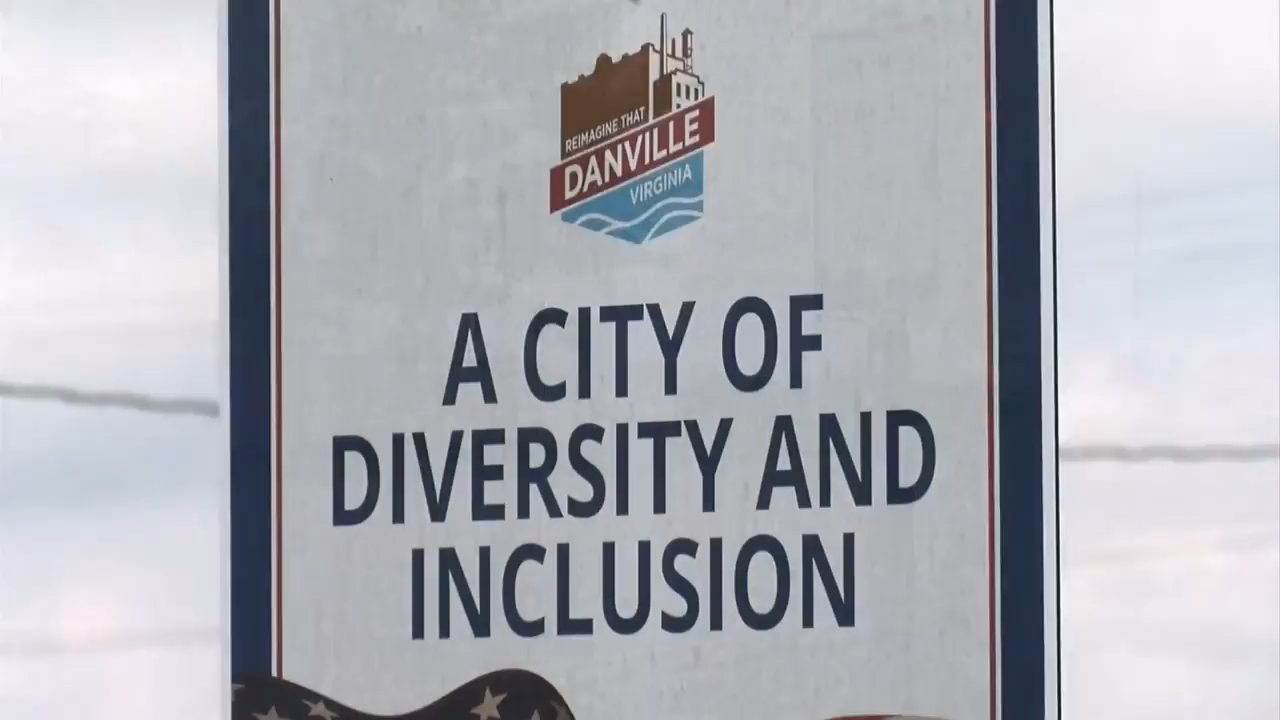 REIMAGINE THAT
DANVILLE
VIRGINIA
A CITY OF
DIVERSITY AND
INCLUSION